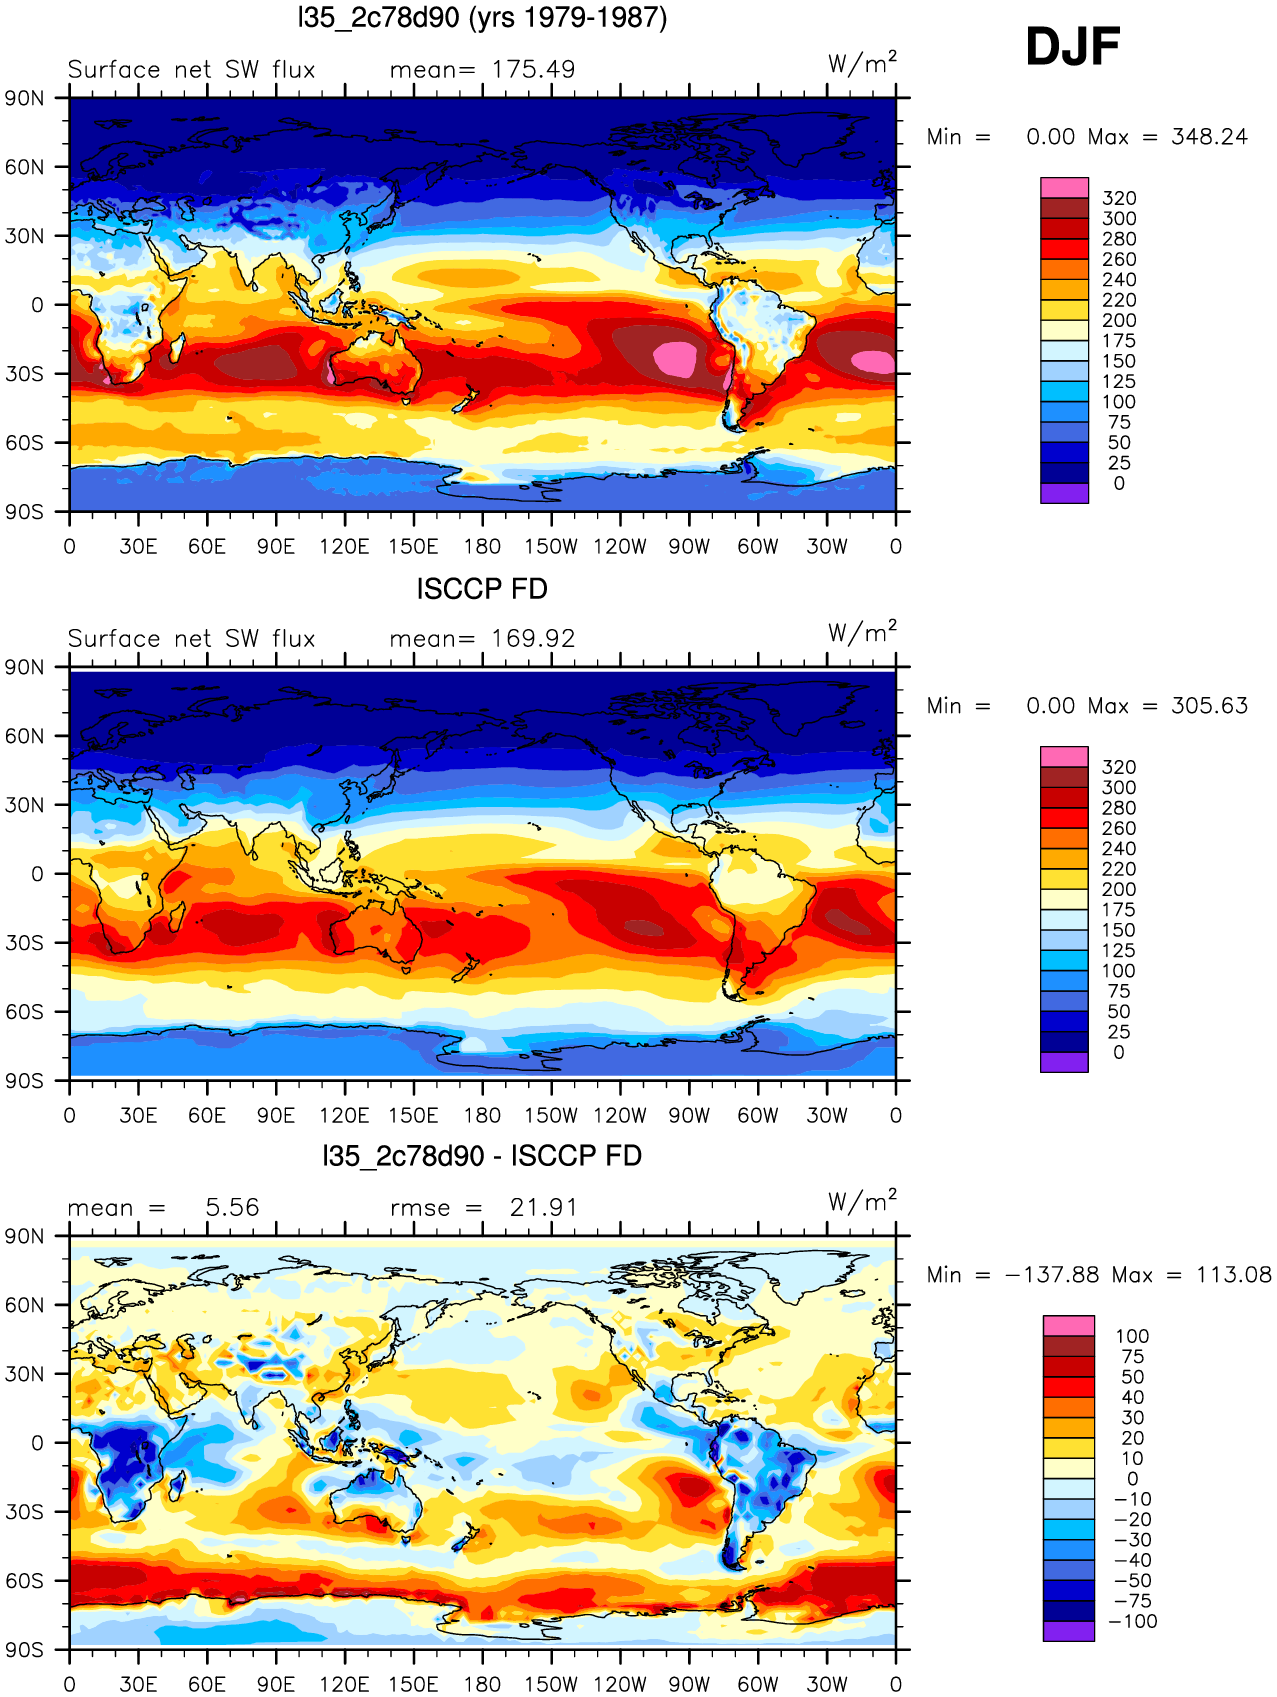 l35_2c78d90 (yrs 1979-1987)
DJF
Surface net SW flux mean= 175.49 W/m²
Min = 0.00 Max = 348.24
90N
60N
30N
0
30S
60S
90S
0 30E 60E 90E 120E 150E 180 150W 120W 90W 60W 30W 0
320
300
280
260
240
220
200
175
150
125
100
75
50
25
0
ISCCP FD
Surface net SW flux mean= 169.92 W/m²
Min = 0.00 Max = 305.63
90N
60N
30N
0
30S
60S
90S
0 30E 60E 90E 120E 150E 180 150W 120W 90W 60W 30W 0
320
300
280
260
240
220
200
175
150
125
100
75
50
25
0
l35_2c78d90 - ISCCP FD
mean = 5.56 rmse = 21.91 W/m²
Min = −137.88 Max = 113.08
90N
60N
30N
0
30S
60S
90S
0 30E 60E 90E 120E 150E 180 150W 120W 90W 60W 30W 0
100
75
50
40
30
20
10
0
−10
−20
−30
−40
−50
−75
−100